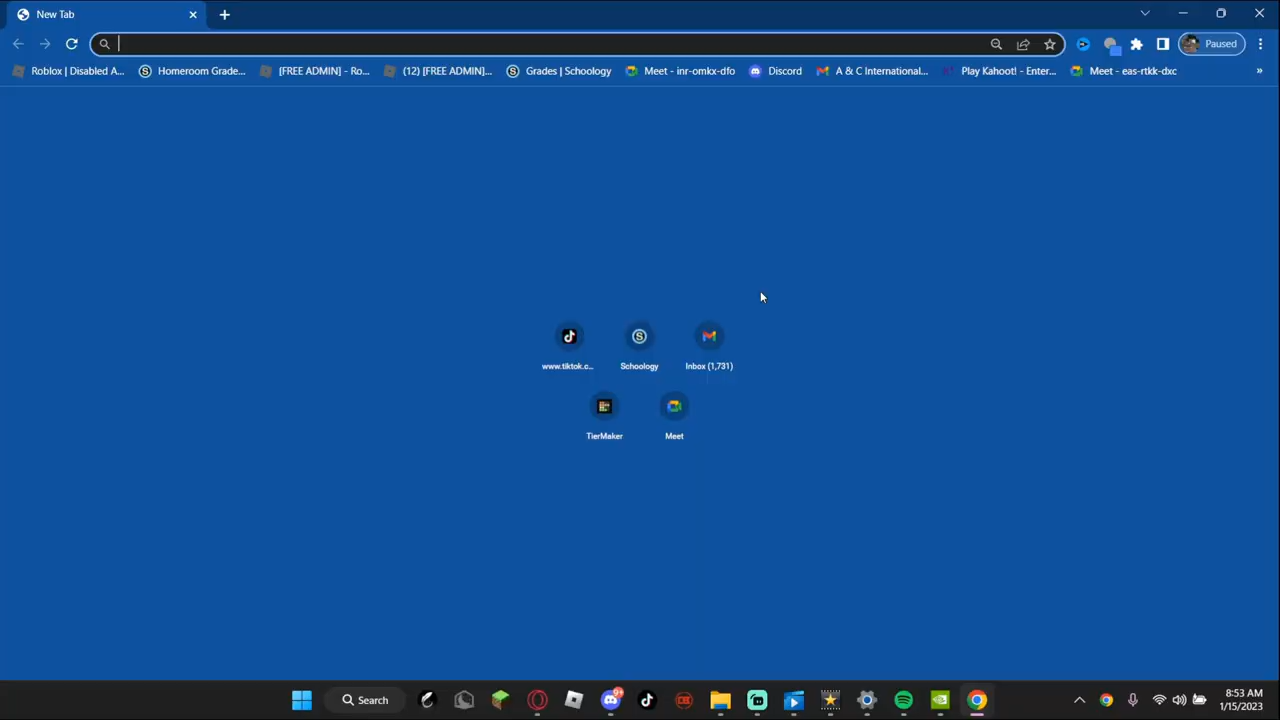 New Tab
Paused
Roblox | Disabled A...
Homeroom Grade...
[FREE ADMIN] - Ro...
(12) [FREE ADMIN]...
Grades | Schoology
Meet - inr-omkx-dfo
Discord
A & C International...
Play Kahoot! - Enter...
Meet - eas-rtkk-dxc
»
www.tiktok.c...
Schoology
Inbox (1,731)
TierMaker
Meet
Search
9+
8:53 AM
1/15/2023